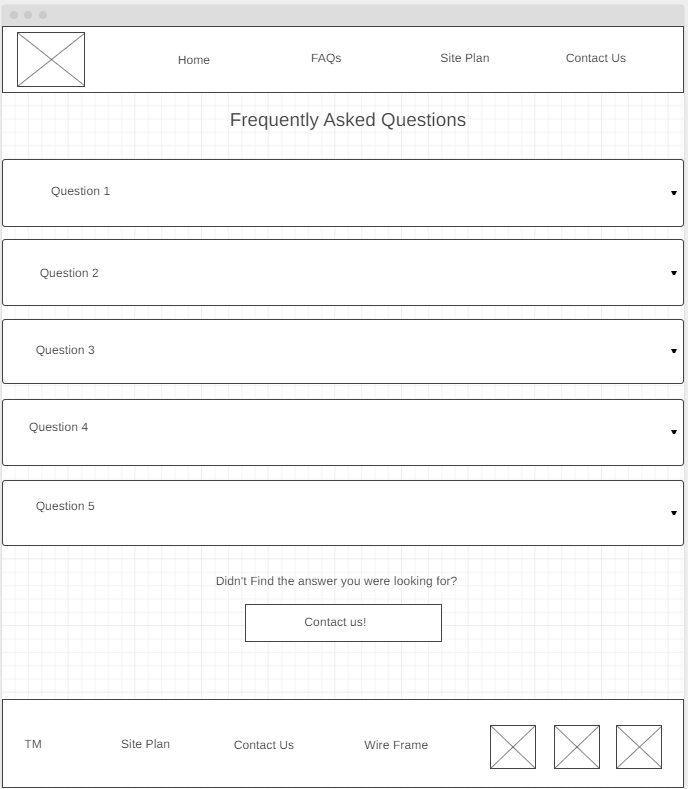 Home
FAQs
Site Plan
Contact Us
Frequently Asked Questions
Question 1
Question 2
Question 3
Question 4
Question 5
Didn't Find the answer you were looking for?
Contact us!
TM
Site Plan
Contact Us
Wire Frame